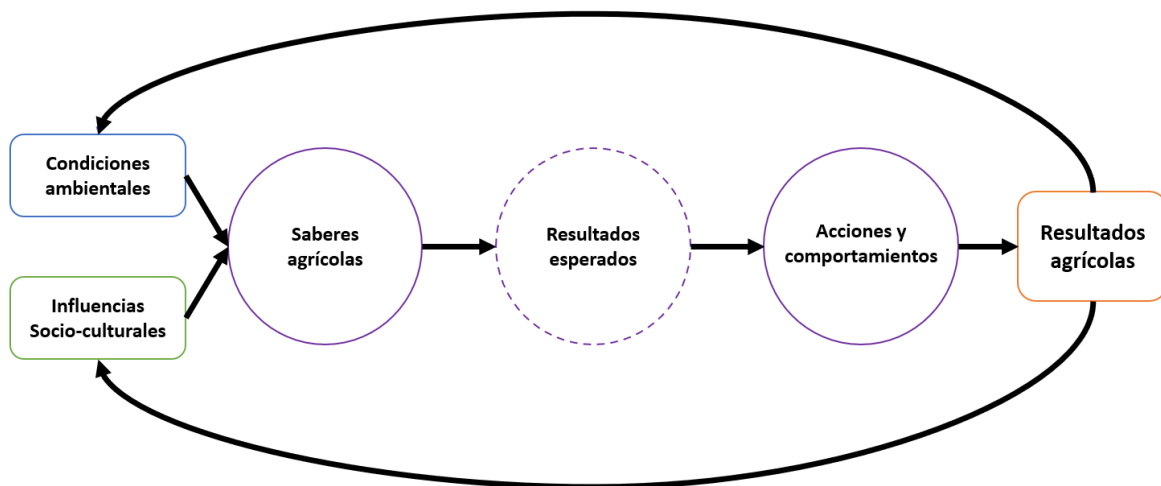 Condiciones
ambientales
Influencias
Socio-culturales
Saberes
agrícolas
Resultados
esperados
Acciones y
comportamientos
Resultados
agrícolas